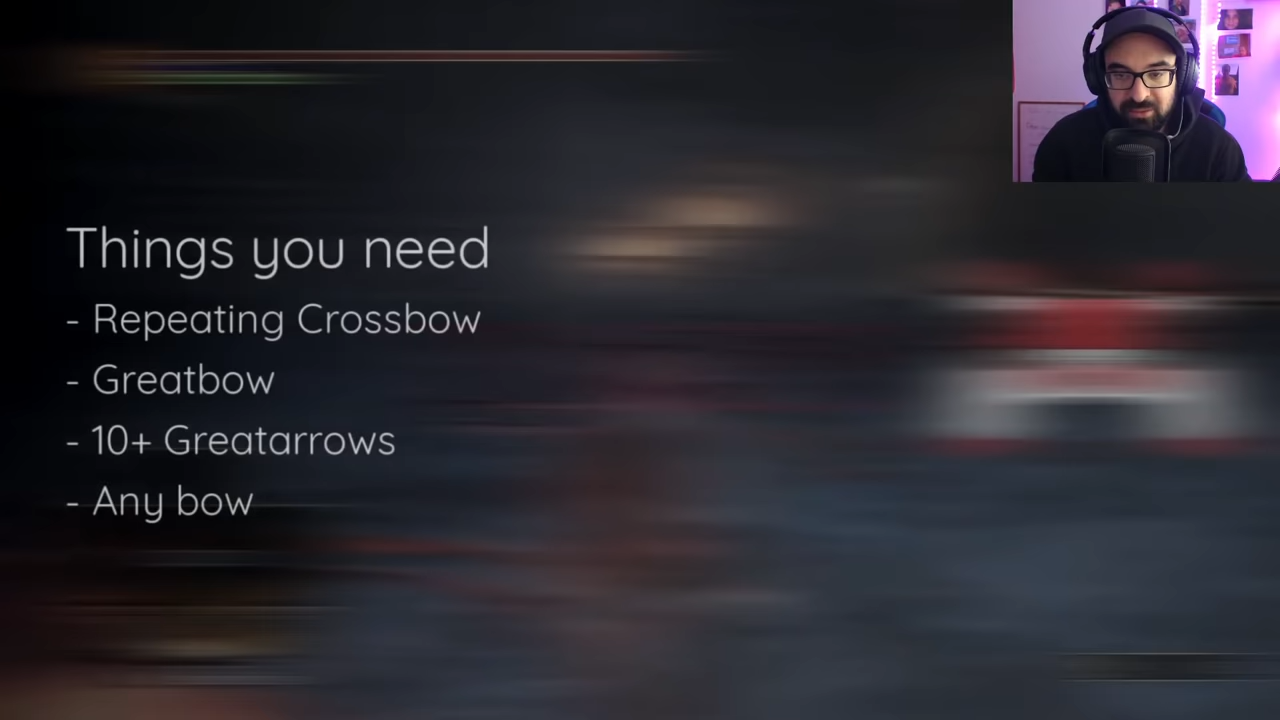 Things you need
- Repeating Crossbow
- Greatbow
- 10+ Greatarrows
- Any bow